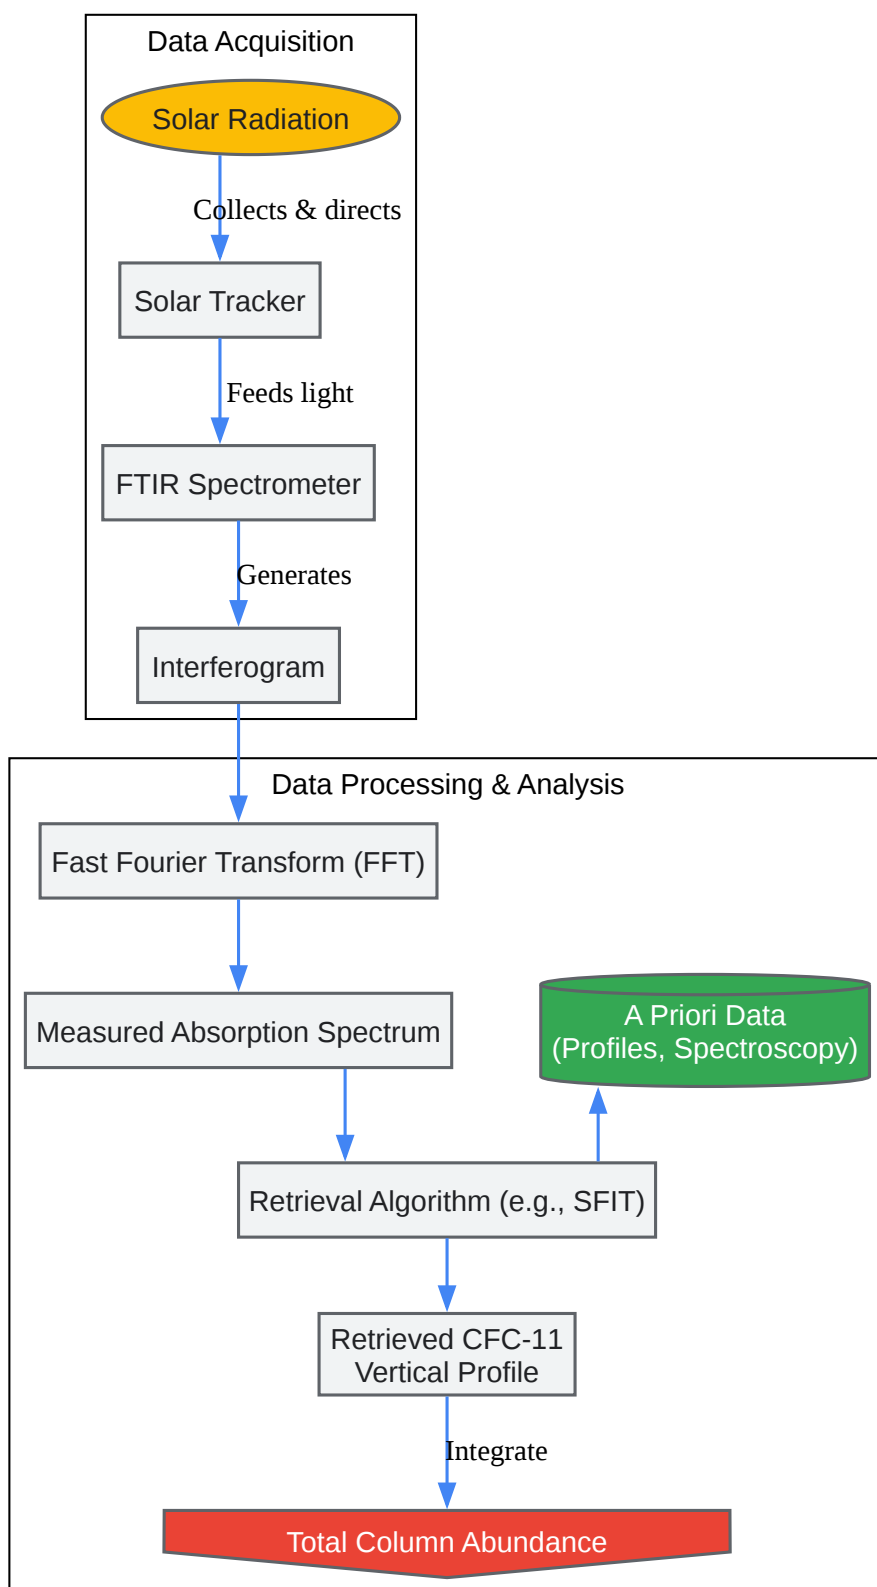 Data Acquisition
Solar Radiation
Collects & directs
Solar Tracker
Feeds light
FTIR Spectrometer
Generates
Interferogram
Data Processing & Analysis
Fast Fourier Transform (FFT)
Measured Absorption Spectrum
A Priori Data
(Profiles, Spectroscopy)
Retrieval Algorithm (e.g., SFIT)
Retrieved CFC-11
Vertical Profile
Integrate
Total Column Abundance